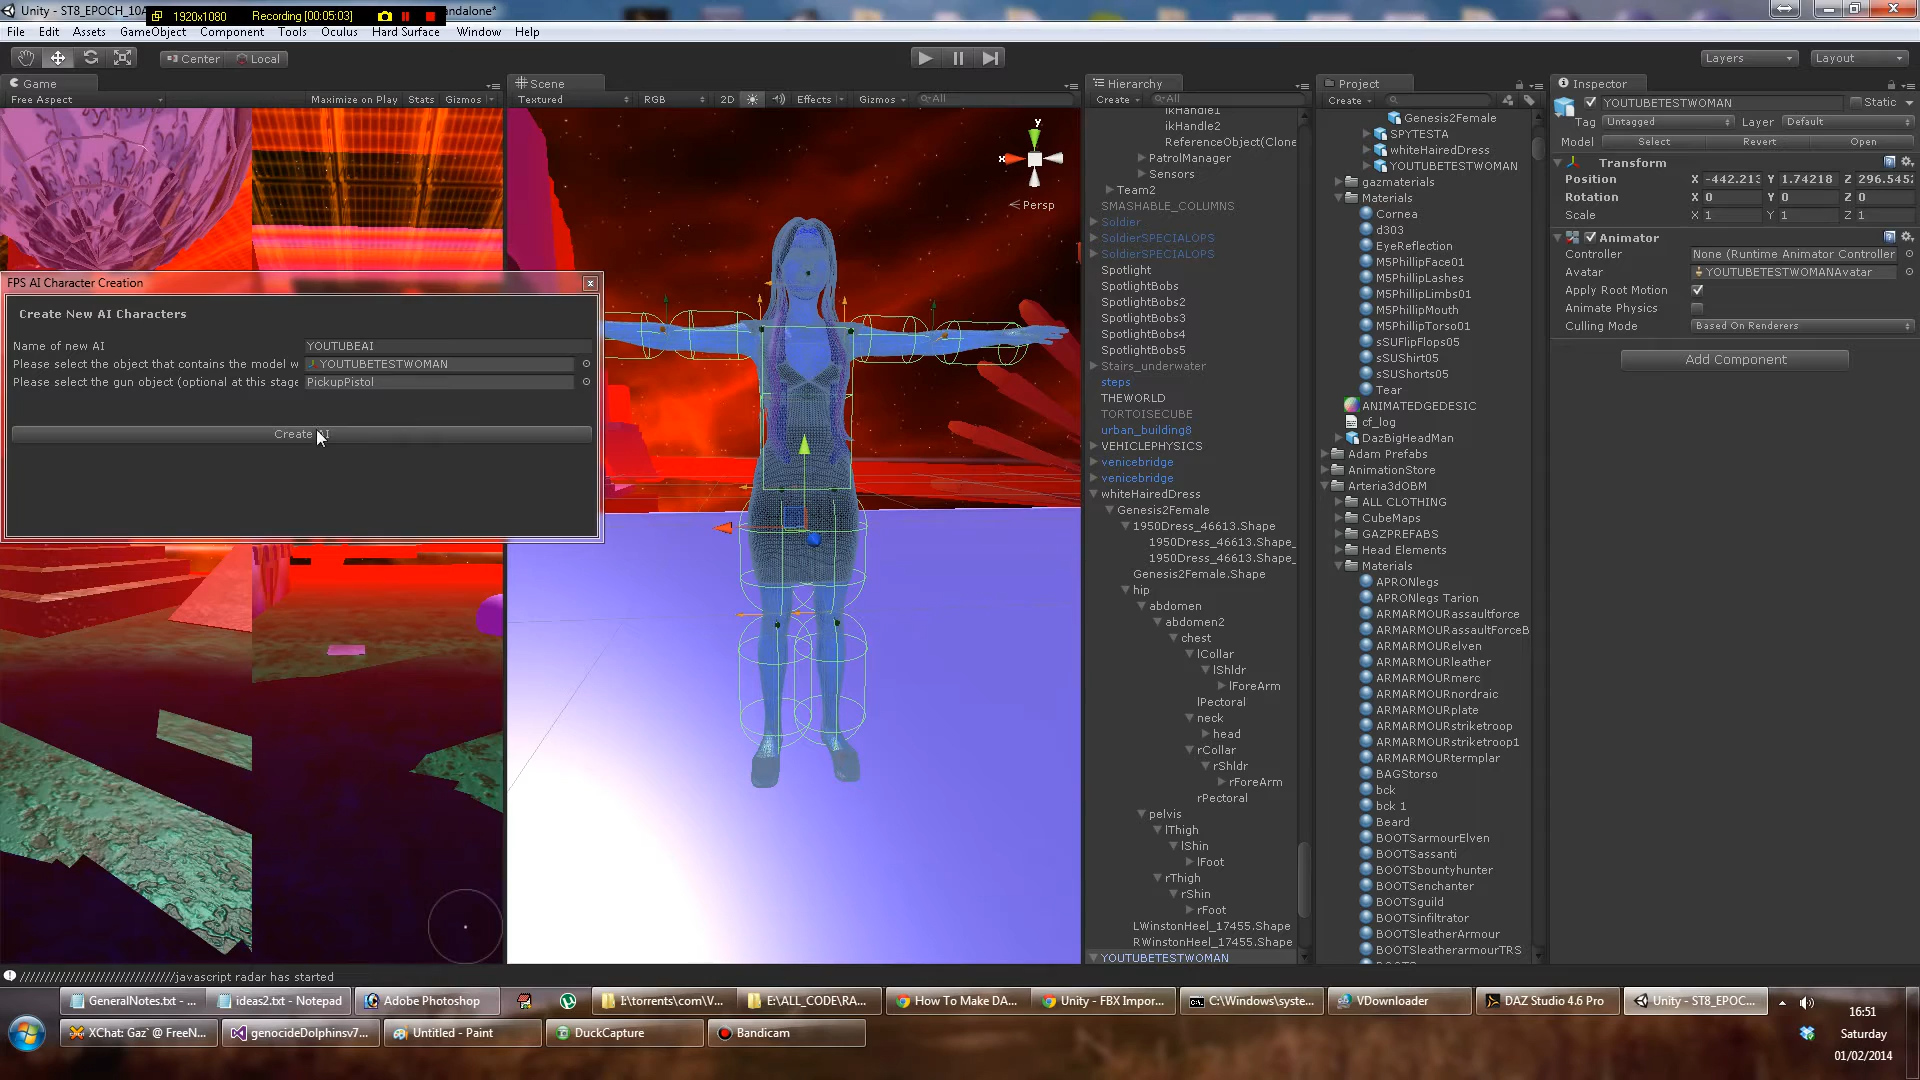 Unity - ST8_EPOCH_10A
1920x1080
Recording [00:05:03]
andalone*
File Edit Assets GameObject Component Tools Oculus Hard Surface Window Help
Center Local
Layers
Layout
Game
Free Aspect
Maximize on Play Stats Gizmos
Scene
Textured RGB 2D Effects Gizmos All
y
x
Persp
FPS AI Character Creation
Create New AI Characters
Name of new AI YOUTUBEAI
Please select the object that contains the model w YOUTUBETESTWOMAN
Please select the gun object (optional at this stage PickupPistol
Create AI
Hierarchy
Create All
ikHandle1
ikHandle2
ReferenceObject(Clone
PatrolManager
Sensors
Team2
SMASHABLE_COLUMNS
Soldier
SoldierSPECIALOPS
SoldierSPECIALOPS
Spotlight
SpotlightBobs
SpotlightBobs2
SpotlightBobs3
SpotlightBobs4
SpotlightBobs5
Stairs_underwater
steps
THEWORLD
TORTOISECUBE
urban_building8
VEHICLEPHYSICS
venicebridge
venicebridge
whiteHairedDress
Genesis2Female
1950Dress_46613.Shape
1950Dress_46613.Shape_
1950Dress_46613.Shape_
Genesis2Female.Shape
hip
abdomen
abdomen2
chest
lCollar
lShldr
lForeArm
lPectoral
neck
head
rCollar
rShldr
rForeArm
rPectoral
pelvis
lThigh
lShin
lFoot
rThigh
rShin
rFoot
LWinstonHeel_17455.Shape
RWinstonHeel_17455.Shape
YOUTUBETESTWOMAN
Project
Create
Genesis2Female
SPYTESTA
whiteHairedDress
YOUTUBETESTWOMAN
gazmaterials
Materials
Cornea
d303
EyeReflection
M5PhillipFace01
M5PhillipLashes
M5PhillipLimbs01
M5PhillipMouth
M5PhillipTorso01
sSUFlipFlops05
sSUShirt05
sSUShorts05
Tear
ANIMATEDGEDESIC
cf_log
DazBigHeadMan
Adam Prefabs
AnimationStore
Arteria3dOBM
ALL CLOTHING
CubeMaps
GAZPREFABS
Head Elements
Materials
APRONlegs
APRONlegs Tarion
ARMARMOURassaultforce
ARMARMOURassaultForceB
ARMARMOURelven
ARMARMOURleather
ARMARMOURmerc
ARMARMOURnordraic
ARMARMOURplate
ARMARMOURstriketroop
ARMARMOURstriketroop1
ARMARMOURtermplar
BAGStorso
bck
bck 1
Beard
BOOTSarmourElven
BOOTSassanti
BOOTSbountyhunter
BOOTSenchanter
BOOTSguild
BOOTSinfiltrator
BOOTSleatherArmour
BOOTSleatherarmourTRS
Inspector
YOUTUBETESTWOMAN Static
Tag Untagged Layer Default
Model Select Revert Open
Transform
Position X -442.213 Y 1.74218 Z 296.5452
Rotation X 0 Y 0 Z 0
Scale X 1 Y 1 Z 1
Animator
Controller None (Runtime Animator Controller
Avatar YOUTUBETESTWOMANAvatar
Apply Root Motion
Animate Physics
Culling Mode Based On Renderers
Add Component
///////////////////////////////javascript radar has started
GeneralNotes.txt - ...
ideas2.txt - Notepad
Adobe Photoshop
I:\torrents\com\V...
E:\ALL_CODE\RA...
How To Make DA...
Unity - FBX Impor...
C:\Windows\syste...
VDownloader
DAZ Studio 4.6 Pro
Unity - ST8_EPOC...
XChat: Gaz` @ FreeN...
genocideDolphinsv7...
Untitled - Paint
DuckCapture
Bandicam
16:51
Saturday
01/02/2014